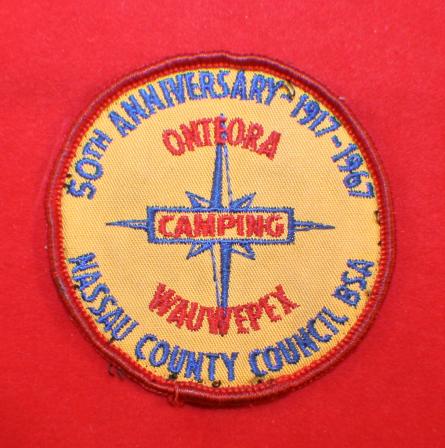 50TH ANNIVERSARY - 1917-1967
ONTEORA
CAMPING
WAUWEPEX
NASSAU COUNTY COUNCIL BSA